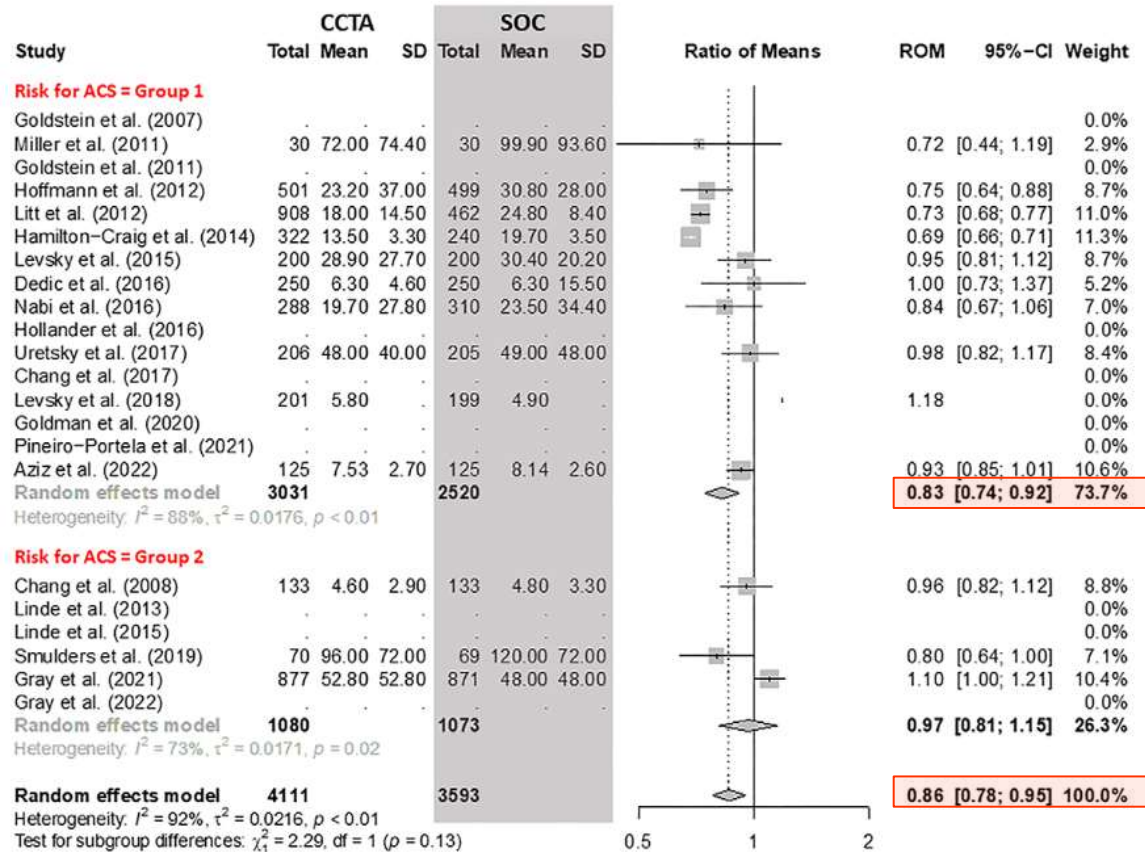 CCTA SOC
Study Total Mean SD Total Mean SD Ratio of Means ROM 95%-CI Weight
Risk for ACS = Group 1
Goldstein et al. (2007) . . . . . . 0.0%
Miller et al. (2011) 30 72.00 74.40 30 99.90 93.60 0.72 [0.44; 1.19] 2.9%
Goldstein et al. (2011) . . . . . . 0.0%
Hoffmann et al. (2012) 501 23.20 37.00 499 30.80 28.00 0.75 [0.64; 0.88] 8.7%
Litt et al. (2012) 908 18.00 14.50 462 24.80 8.40 0.73 [0.68; 0.77] 11.0%
Hamilton-Craig et al. (2014) 322 13.50 3.30 240 19.70 3.50 0.69 [0.66; 0.71] 11.3%
Levsky et al. (2015) 200 28.90 27.70 200 30.40 20.20 0.95 [0.81; 1.12] 8.7%
Dedic et al. (2016) 250 6.30 4.60 250 6.30 15.50 1.00 [0.73; 1.37] 5.2%
Nabi et al. (2016) 288 19.70 27.80 310 23.50 34.40 0.84 [0.67; 1.06] 7.0%
Hollander et al. (2016) . . . . . . 0.0%
Uretsky et al. (2017) 206 48.00 40.00 205 49.00 48.00 0.98 [0.82; 1.17] 8.4%
Chang et al. (2017) . . . . . . 0.0%
Levsky et al. (2018) 201 5.80 . 199 4.90 . 1.18 0.0%
Goldman et al. (2020) . . . . . . 0.0%
Pineiro-Portela et al. (2021) . . . . . . 0.0%
Aziz et al. (2022) 125 7.53 2.70 125 8.14 2.60 0.93 [0.85; 1.01] 10.6%
Random effects model 3031 2520 0.83 [0.74; 0.92] 73.7%
Heterogeneity: I² = 88%, τ² = 0.0176, p < 0.01
Risk for ACS = Group 2
Chang et al. (2008) 133 4.60 2.90 133 4.80 3.30 0.96 [0.82; 1.12] 8.8%
Linde et al. (2013) . . . . . . 0.0%
Linde et al. (2015) . . . . . . 0.0%
Smulders et al. (2019) 70 96.00 72.00 69 120.00 72.00 0.80 [0.64; 1.00] 7.1%
Gray et al. (2021) 877 52.80 52.80 871 48.00 48.00 1.10 [1.00; 1.21] 10.4%
Gray et al. (2022) . . . . . . 0.0%
Random effects model 1080 1073 0.97 [0.81; 1.15] 26.3%
Heterogeneity: I² = 73%, τ² = 0.0171, p = 0.02
Random effects model 4111 3593 0.86 [0.78; 0.95] 100.0%
Heterogeneity: I² = 92%, τ² = 0.0216, p < 0.01
Test for subgroup differences: χ²₁ = 2.29, df = 1 (p = 0.13)
0.5 1 2